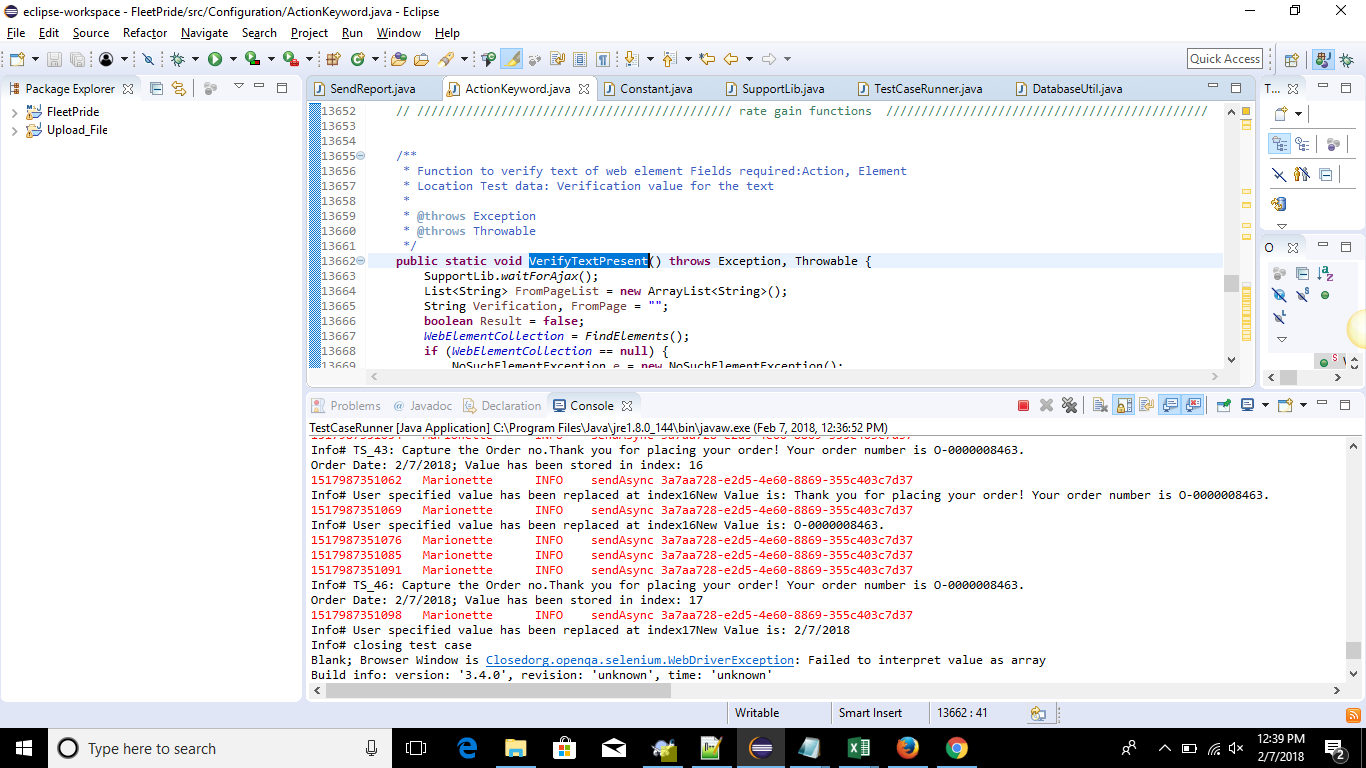 eclipse-workspace - FleetPride/src/Configuration/ActionKeyword.java - Eclipse
File Edit Source Refactor Navigate Search Project Run Window Help
Quick Access
Package Explorer
SendReport.java ActionKeyword.java Constant.java SupportLib.java TestCaseRunner.java DatabaseUtil.java
T...
FleetPride
Upload_File
13652 // ///////////////////////////////////////////// rate gain functions //////////////////////////////////////////////
13653
13654
13655 /**
13656 * Function to verify text of web element Fields required:Action, Element
13657 * Location Test data: Verification value for the text
13658 *
13659 * @throws Exception
13660 * @throws Throwable
13661 */
13662 public static void VerifyTextPresent() throws Exception, Throwable {
13663 SupportLib.waitForAjax();
13664 List<String> FromPageList = new ArrayList<String>();
13665 String Verification, FromPage = "";
13666 boolean Result = false;
13667 WebElementCollection = FindElements();
13668 if (WebElementCollection == null) {
13669 NoSuchElementException e = new NoSuchElementException();
O
Problems @ Javadoc Declaration Console
TestCaseRunner [Java Application] C:\Program Files\Java\jre1.8.0_144\bin\javaw.exe (Feb 7, 2018, 12:36:52 PM)
Marionette INFO sendAsync 3a7aa728-e2d5-4e60-8869-355c403c7d37
Info# TS_43: Capture the Order no.Thank you for placing your order! Your order number is O-0000008463.
Order Date: 2/7/2018; Value has been stored in index: 16
1517987351062 Marionette INFO sendAsync 3a7aa728-e2d5-4e60-8869-355c403c7d37
Info# User specified value has been replaced at index16New Value is: Thank you for placing your order! Your order number is O-0000008463.
1517987351069 Marionette INFO sendAsync 3a7aa728-e2d5-4e60-8869-355c403c7d37
Info# User specified value has been replaced at index16New Value is: O-0000008463.
1517987351076 Marionette INFO sendAsync 3a7aa728-e2d5-4e60-8869-355c403c7d37
1517987351085 Marionette INFO sendAsync 3a7aa728-e2d5-4e60-8869-355c403c7d37
1517987351091 Marionette INFO sendAsync 3a7aa728-e2d5-4e60-8869-355c403c7d37
Info# TS_46: Capture the Order no.Thank you for placing your order! Your order number is O-0000008463.
Order Date: 2/7/2018; Value has been stored in index: 17
1517987351098 Marionette INFO sendAsync 3a7aa728-e2d5-4e60-8869-355c403c7d37
Info# User specified value has been replaced at index17New Value is: 2/7/2018
Info# closing test case
Blank; Browser Window is Closedorg.openqa.selenium.WebDriverException: Failed to interpret value as array
Build info: version: '3.4.0', revision: 'unknown', time: 'unknown'
Writable Smart Insert 13662 : 41
Type here to search
12:39 PM
2/7/2018
2